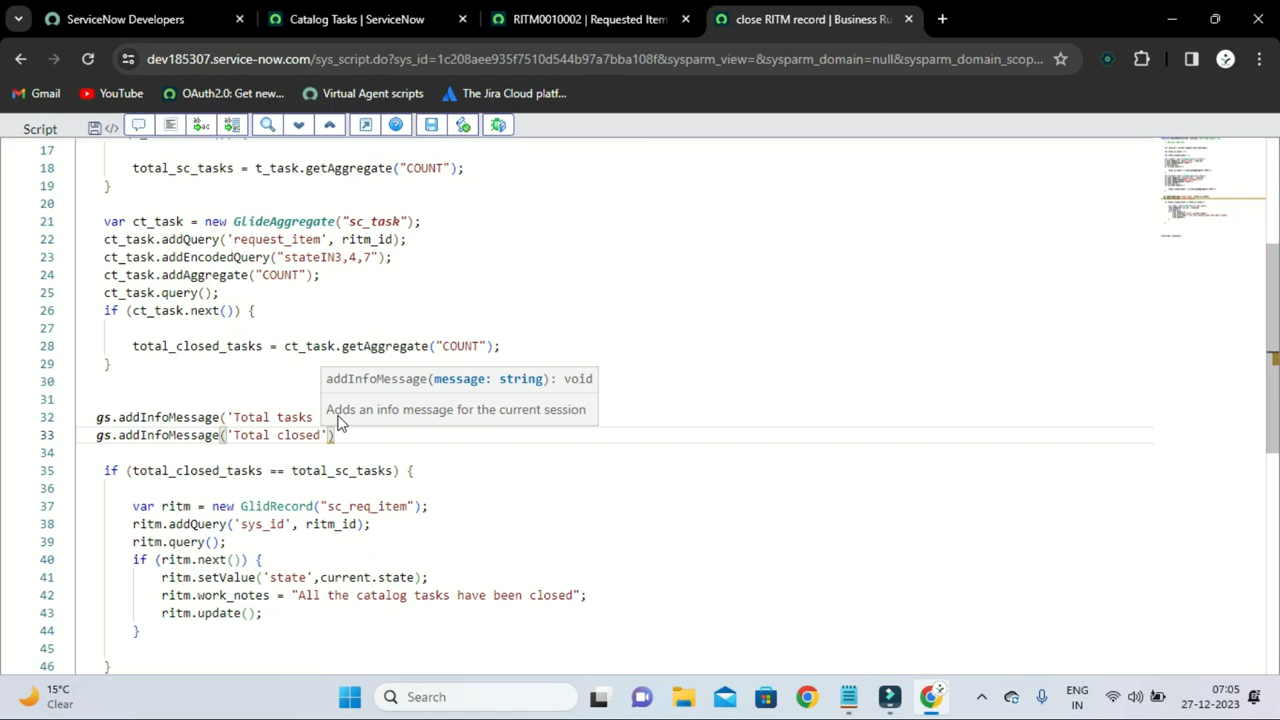 ServiceNow Developers
Catalog Tasks | ServiceNow
RITM0010002 | Requested Item
close RITM record | Business Ru
dev185307.service-now.com/sys_script.do?sys_id=1c208aec935f7510d544b97a7bba108f&sysparm_view=&sysparm_domain=null&sysparm_domain_scop...
Gmail
YouTube
OAuth2.0: Get new...
Virtual Agent scripts
The Jira Cloud platf...
Script
17
18 total_sc_tasks = t_task.getAggregate("COUNT");
19 }
20
21 var ct_task = new GlideAggregate("sc_task");
22 ct_task.addQuery('request_item', ritm_id);
23 ct_task.addEncodedQuery("stateIN3,4,7");
24 ct_task.addAggregate("COUNT");
25 ct_task.query();
26 if (ct_task.next()) {
27
28 total_closed_tasks = ct_task.getAggregate("COUNT");
29 }
30
31
addInfoMessage(message: string): void
Adds an info message for the current session
32 gs.addInfoMessage('Total tasks
33 gs.addInfoMessage('Total closed')
34
35 if (total_closed_tasks == total_sc_tasks) {
36
37 var ritm = new GlidRecord("sc_req_item");
38 ritm.addQuery('sys_id', ritm_id);
39 ritm.query();
40 if (ritm.next()) {
41 ritm.setValue('state',current.state);
42 ritm.work_notes = "All the catalog tasks have been closed";
43 ritm.update();
44 }
45
46 }
15°C
Clear
Search
ENG
IN
07:05
27-12-2023